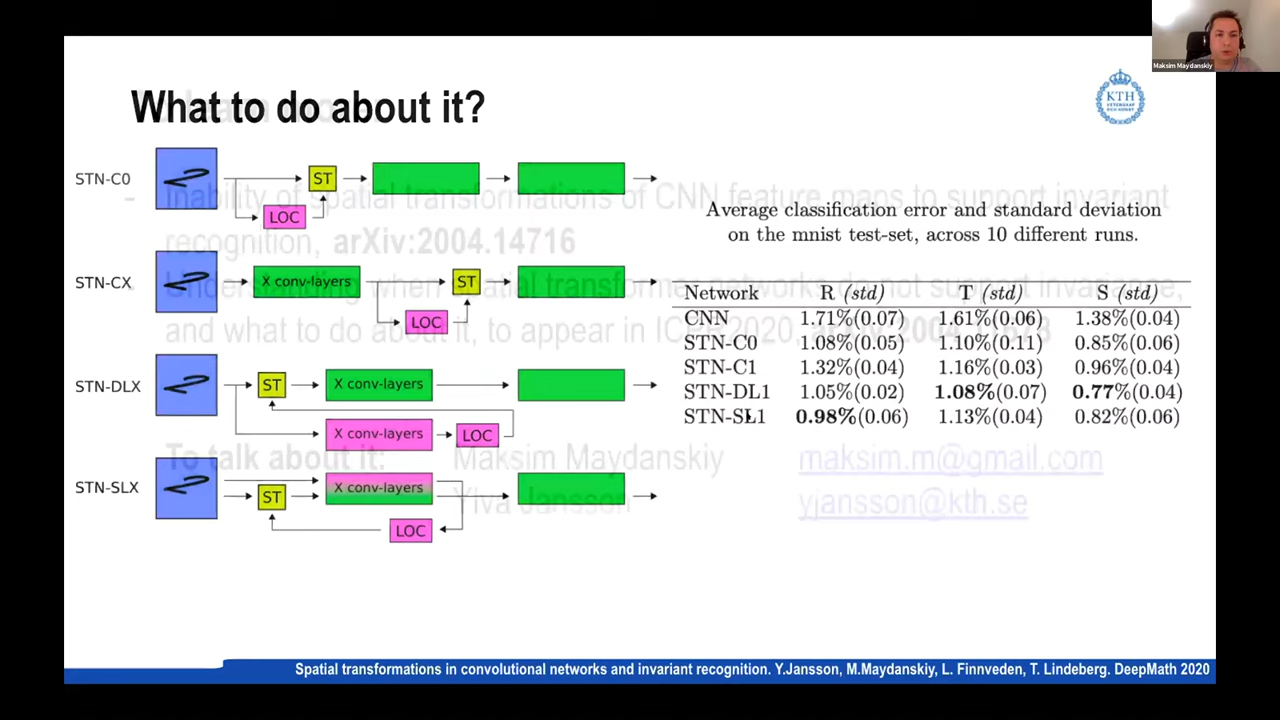 Maksim Maydanskiy
What to do about it?
KTH
VETENSKAP
OCH KONST
STN-C0
ST
LOC
- Inability of spatial transformations of CNN feature maps to support invariant
recognition, arXiv:2004.14716
Average classification error and standard deviation
on the mnist test-set, across 10 different runs.
STN-CX
X conv-layers
ST
LOC
- Understanding when spatial transformer networks do not support invariance,
and what to do about it, to appear in ICPR2020,
Network R (std) T (std) S (std)
CNN 1.71%(0.07) 1.61%(0.06) 1.38%(0.04)
STN-C0 1.08%(0.05) 1.10%(0.11) 0.85%(0.06)
STN-C1 1.32%(0.04) 1.16%(0.03) 0.96%(0.04)
STN-DL1 1.05%(0.02) 1.08%(0.07) 0.77%(0.04)
STN-SL1 0.98%(0.06) 1.13%(0.04) 0.82%(0.06)
STN-DLX
ST
X conv-layers
X conv-layers
LOC
To talk about it: Maksim Maydanskiy maksim.m@gmail.com
Ylva Jansson yjansson@kth.se
STN-SLX
ST
X conv-layers
LOC
Spatial transformations in convolutional networks and invariant recognition. Y.Jansson, M.Maydanskiy, L. Finnveden, T. Lindeberg. DeepMath 2020